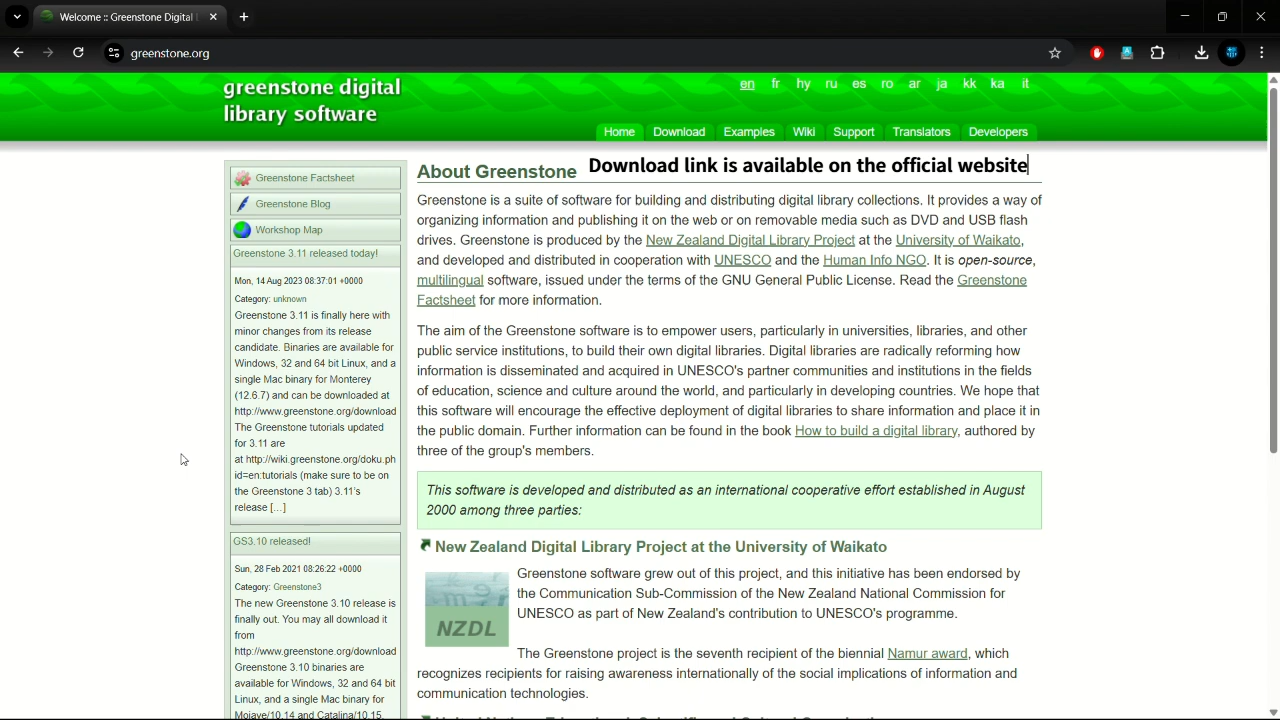 Welcome :: Greenstone Digital
greenstone.org
greenstone digital
library software
en fr hy ru es ro ar ja kk ka it
Home Download Examples Wiki Support Translators Developers
Greenstone Factsheet
Greenstone Blog
Workshop Map
Greenstone 3.11 released today!
Mon, 14 Aug 2023 08:37:01 +0000
Category: unknown
Greenstone 3.11 is finally here with
minor changes from its release
candidate. Binaries are available for
Windows, 32 and 64 bit Linux, and a
single Mac binary for Monterey
(12.6.7) and can be downloaded at
http://www.greenstone.org/download
The Greenstone tutorials updated
for 3.11 are
at http://wiki.greenstone.org/doku.ph
id=en:tutorials (make sure to be on
the Greenstone 3 tab) 3.11's
release [...]
GS3.10 released!
Sun, 28 Feb 2021 08:26:22 +0000
Category: Greenstone3
The new Greenstone 3.10 release is
finally out. You may all download it
from
http://www.greenstone.org/download
Greenstone 3.10 binaries are
available for Windows, 32 and 64 bit
Linux, and a single Mac binary for
Mojave/10.14 and Catalina/10.15.
About Greenstone
Download link is available on the official website
Greenstone is a suite of software for building and distributing digital library collections. It provides a way of
organizing information and publishing it on the web or on removable media such as DVD and USB flash
drives. Greenstone is produced by the New Zealand Digital Library Project at the University of Waikato,
and developed and distributed in cooperation with UNESCO and the Human Info NGO. It is open-source,
multilingual software, issued under the terms of the GNU General Public License. Read the Greenstone
Factsheet for more information.
The aim of the Greenstone software is to empower users, particularly in universities, libraries, and other
public service institutions, to build their own digital libraries. Digital libraries are radically reforming how
information is disseminated and acquired in UNESCO's partner communities and institutions in the fields
of education, science and culture around the world, and particularly in developing countries. We hope that
this software will encourage the effective deployment of digital libraries to share information and place it in
the public domain. Further information can be found in the book How to build a digital library, authored by
three of the group's members.
This software is developed and distributed as an international cooperative effort established in August
2000 among three parties:
New Zealand Digital Library Project at the University of Waikato
NZDL
Greenstone software grew out of this project, and this initiative has been endorsed by
the Communication Sub-Commission of the New Zealand National Commission for
UNESCO as part of New Zealand's contribution to UNESCO's programme.
The Greenstone project is the seventh recipient of the biennial Namur award, which
recognizes recipients for raising awareness internationally of the social implications of information and
communication technologies.